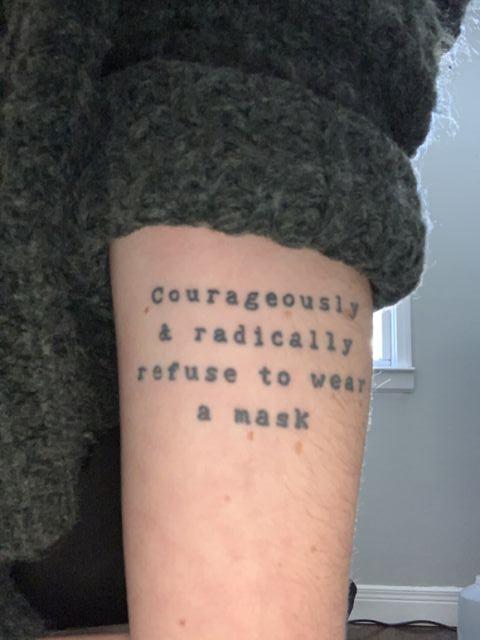 Courageously
& radically
refuse to wear
a mask